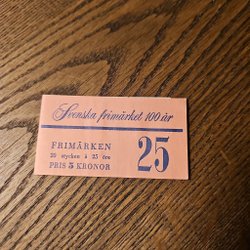 Svenska frimärket 100 år
FRIMÄRKEN
20 stycken à 25 öre
PRIS 5 KRONOR
25